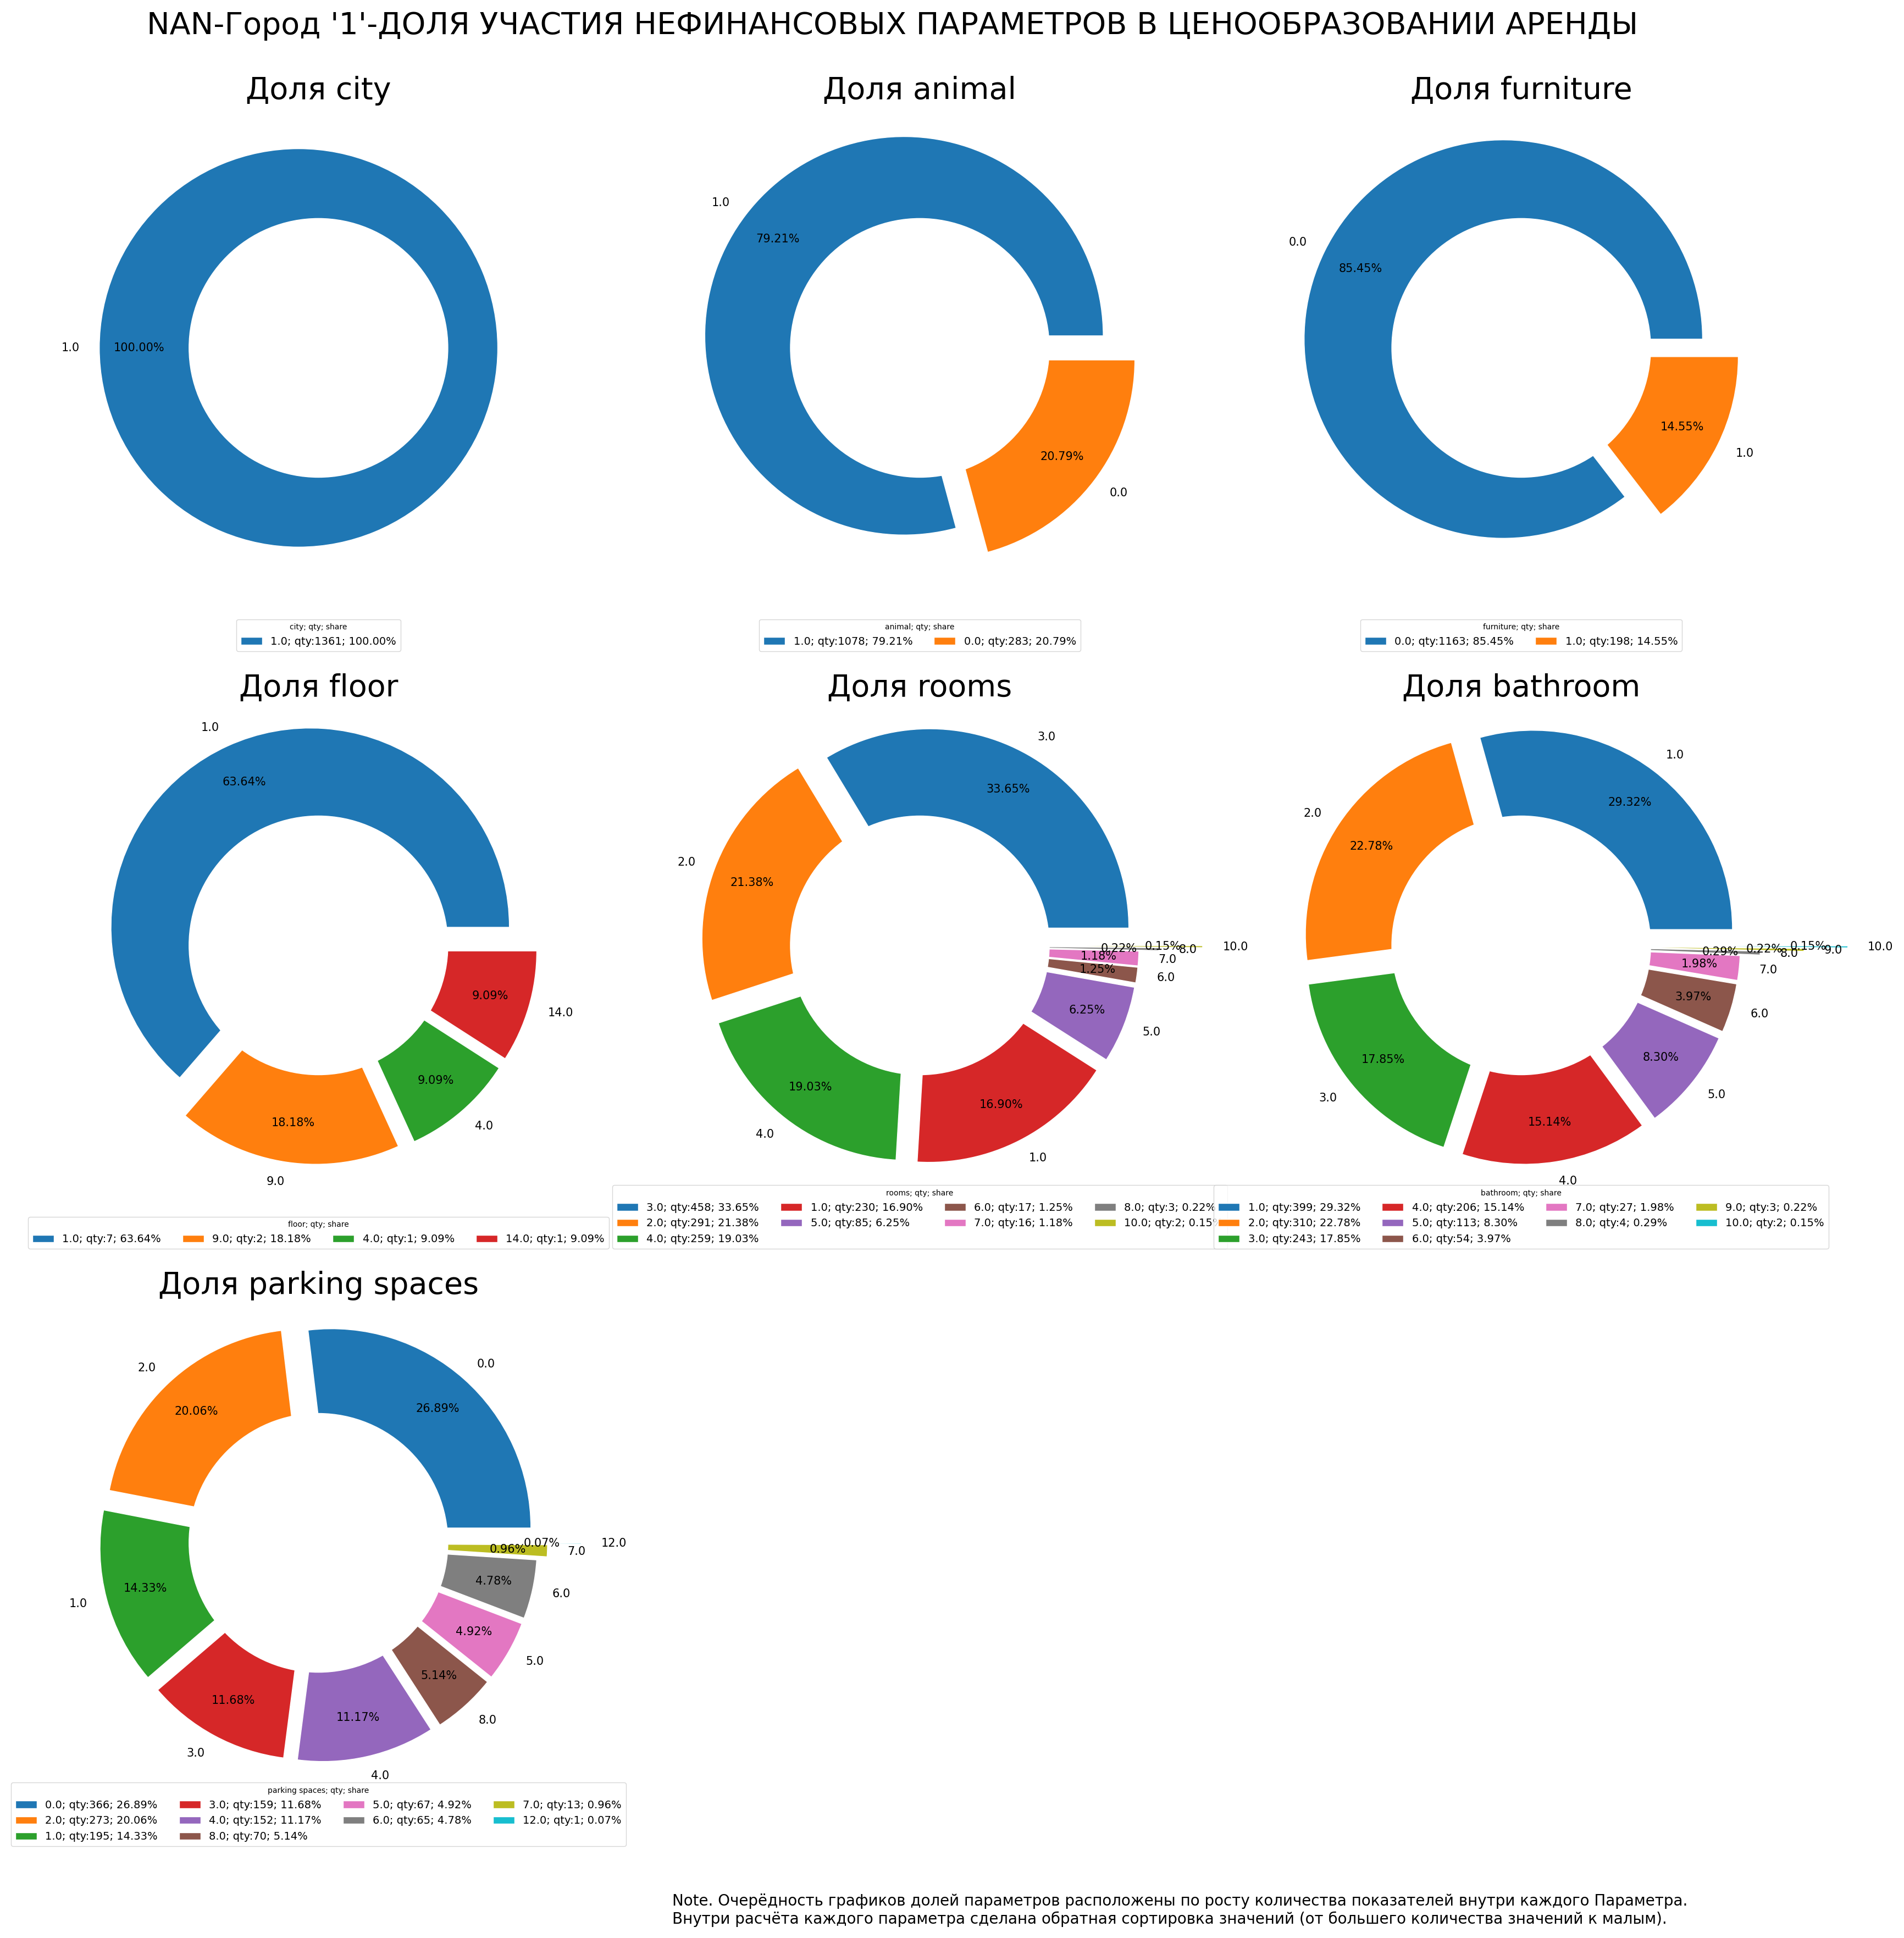 NAN-Город '1'-ДОЛЯ УЧАСТИЯ НЕФИНАНСОВЫХ ПАРАМЕТРОВ В ЦЕНООБРАЗОВАНИИ АРЕНДЫ
Доля city
1.0
100.00%
city; qty; share
1.0; qty:1361; 100.00%
Доля animal
1.0
79.21%
20.79%
0.0
animal; qty; share
1.0; qty:1078; 79.21%
0.0; qty:283; 20.79%
Доля furniture
0.0
85.45%
14.55%
1.0
furniture; qty; share
0.0; qty:1163; 85.45%
1.0; qty:198; 14.55%
Доля floor
1.0
63.64%
18.18%
9.0
9.09%
4.0
9.09%
14.0
floor; qty; share
1.0; qty:7; 63.64%
9.0; qty:2; 18.18%
4.0; qty:1; 9.09%
14.0; qty:1; 9.09%
Доля rooms
3.0
33.65%
2.0
21.38%
19.03%
4.0
16.90%
1.0
6.25%
5.0
1.25%
6.0
1.18%
7.0
0.22%
8.0
0.15%
10.0
rooms; qty; share
3.0; qty:458; 33.65%
2.0; qty:291; 21.38%
4.0; qty:259; 19.03%
1.0; qty:230; 16.90%
5.0; qty:85; 6.25%
6.0; qty:17; 1.25%
7.0; qty:16; 1.18%
8.0; qty:3; 0.22%
10.0; qty:2; 0.15%
Доля bathroom
1.0
29.32%
2.0
22.78%
17.85%
3.0
15.14%
4.0
8.30%
5.0
3.97%
6.0
1.98%
7.0
0.29%
8.0
0.22%
9.0
0.15%
10.0
bathroom; qty; share
1.0; qty:399; 29.32%
2.0; qty:310; 22.78%
3.0; qty:243; 17.85%
4.0; qty:206; 15.14%
5.0; qty:113; 8.30%
6.0; qty:54; 3.97%
7.0; qty:27; 1.98%
8.0; qty:4; 0.29%
9.0; qty:3; 0.22%
10.0; qty:2; 0.15%
Доля parking spaces
0.0
26.89%
2.0
20.06%
14.33%
1.0
11.68%
3.0
11.17%
4.0
5.14%
8.0
4.92%
5.0
4.78%
6.0
0.96%
7.0
0.07%
12.0
parking spaces; qty; share
0.0; qty:366; 26.89%
2.0; qty:273; 20.06%
1.0; qty:195; 14.33%
3.0; qty:159; 11.68%
4.0; qty:152; 11.17%
8.0; qty:70; 5.14%
5.0; qty:67; 4.92%
6.0; qty:65; 4.78%
7.0; qty:13; 0.96%
12.0; qty:1; 0.07%
Note. Очерёдность графиков долей параметров расположены по росту количества показателей внутри каждого Параметра.
Внутри расчёта каждого параметра сделана обратная сортировка значений (от большего количества значений к малым).